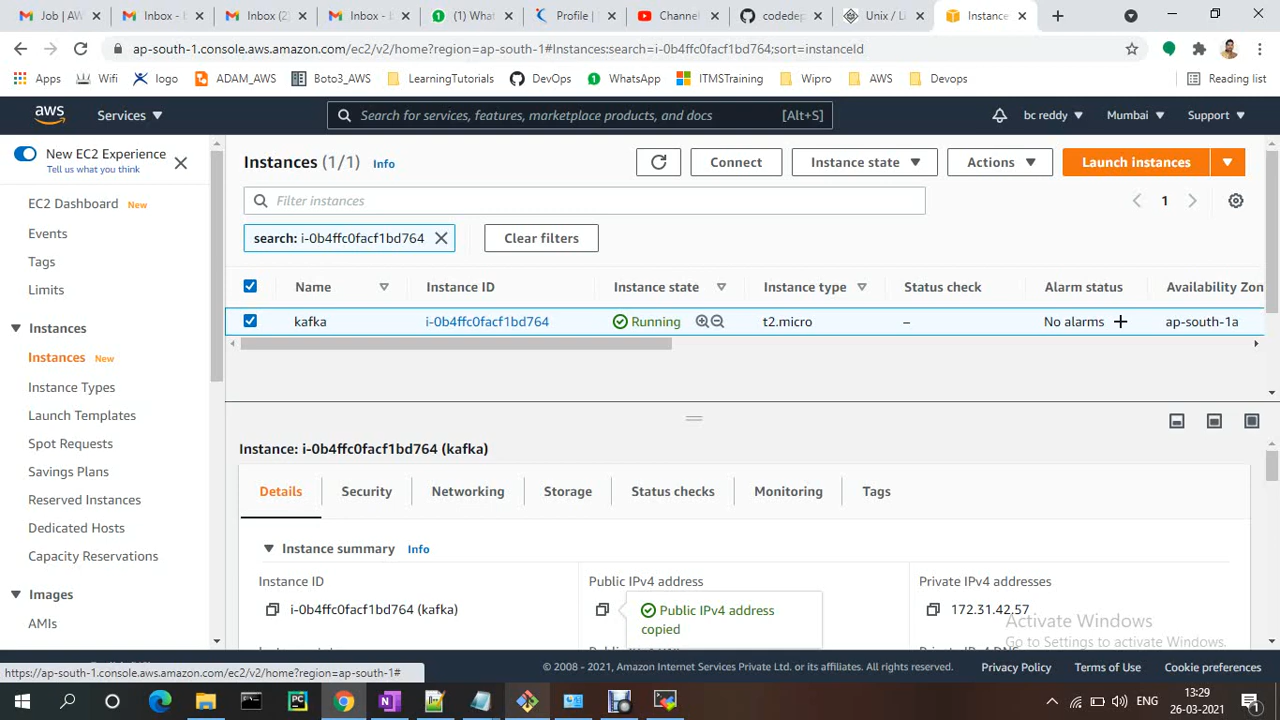 Job | AW
Inbox - b
Inbox (2)
Inbox - b
(1) What
Profile |
Channel
codedep
Unix / Li
Instance
ap-south-1.console.aws.amazon.com/ec2/v2/home?region=ap-south-1#Instances:search=i-0b4ffc0facf1bd764;sort=instanceId
Apps Wifi logo ADAM_AWS Boto3_AWS LearningTutorials DevOps WhatsApp ITMSTraining Wipro AWS Devops Reading list
aws Services Search for services, features, marketplace products, and docs [Alt+S] bc reddy Mumbai Support
New EC2 Experience
Tell us what you think
EC2 Dashboard New
Events
Tags
Limits
Instances
Instances New
Instance Types
Launch Templates
Spot Requests
Savings Plans
Reserved Instances
Dedicated Hosts
Capacity Reservations
Images
AMIs
Instances (1/1) Info Connect Instance state Actions Launch instances
Filter instances 1
search: i-0b4ffc0facf1bd764 Clear filters
Name Instance ID Instance state Instance type Status check Alarm status Availability Zon
kafka i-0b4ffc0facf1bd764 Running t2.micro – No alarms + ap-south-1a
Instance: i-0b4ffc0facf1bd764 (kafka)
Details Security Networking Storage Status checks Monitoring Tags
Instance summary Info
Instance ID Public IPv4 address Private IPv4 addresses
i-0b4ffc0facf1bd764 (kafka) Public IPv4 address 172.31.42.57
copied
Activate Windows
Go to Settings to activate Windows.
https://ap-south-1.console.aws.amazon.com/ec2/v2/home?region=ap-south-1#
© 2008 - 2021, Amazon Internet Services Private Ltd. or its affiliates. All rights reserved. Privacy Policy Terms of Use Cookie preferences
ENG
13:29
26-03-2021
1